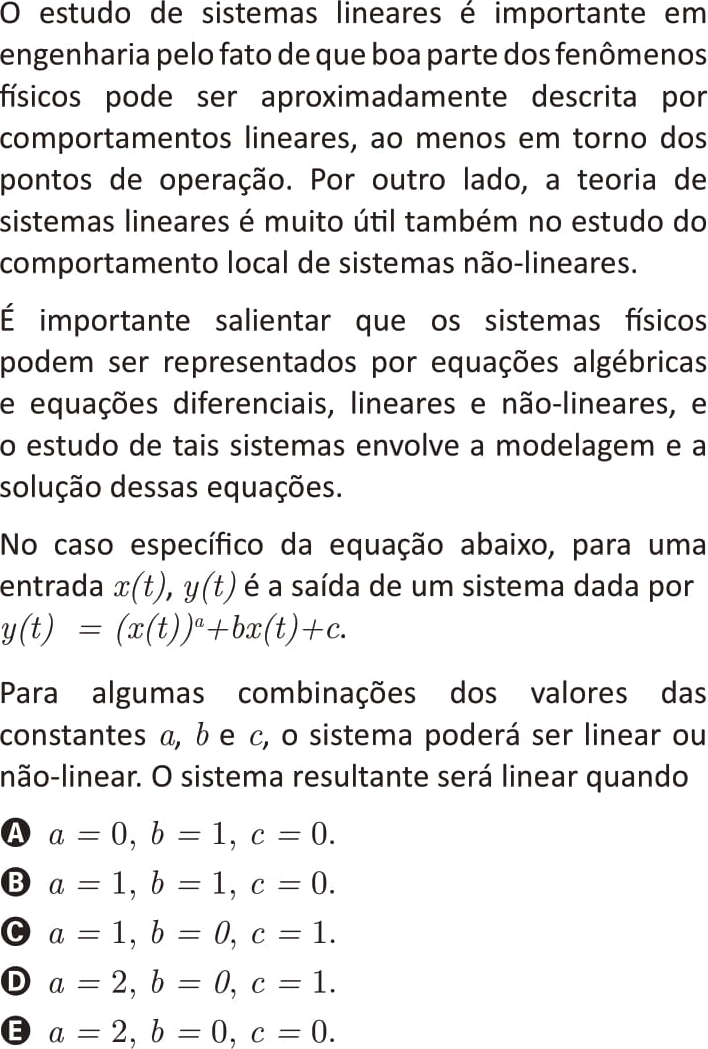 O estudo de sistemas lineares é importante em
engenharia pelo fato de que boa parte dos fenômenos
físicos pode ser aproximadamente descrita por
comportamentos lineares, ao menos em torno dos
pontos de operação. Por outro lado, a teoria de
sistemas lineares é muito útil também no estudo do
comportamento local de sistemas não-lineares.
É importante salientar que os sistemas físicos
podem ser representados por equações algébricas
e equações diferenciais, lineares e não-lineares, e
o estudo de tais sistemas envolve a modelagem e a
solução dessas equações.
No caso específico da equação abaixo, para uma
entrada x(t), y(t) é a saída de um sistema dada por
y(t) = (x(t))ᵃ+bx(t)+c.
Para algumas combinações dos valores das
constantes a, b e c, o sistema poderá ser linear ou
não-linear. O sistema resultante será linear quando
A a = 0, b = 1, c = 0.
B a = 1, b = 1, c = 0.
C a = 1, b = 0, c = 1.
D a = 2, b = 0, c = 1.
E a = 2, b = 0, c = 0.